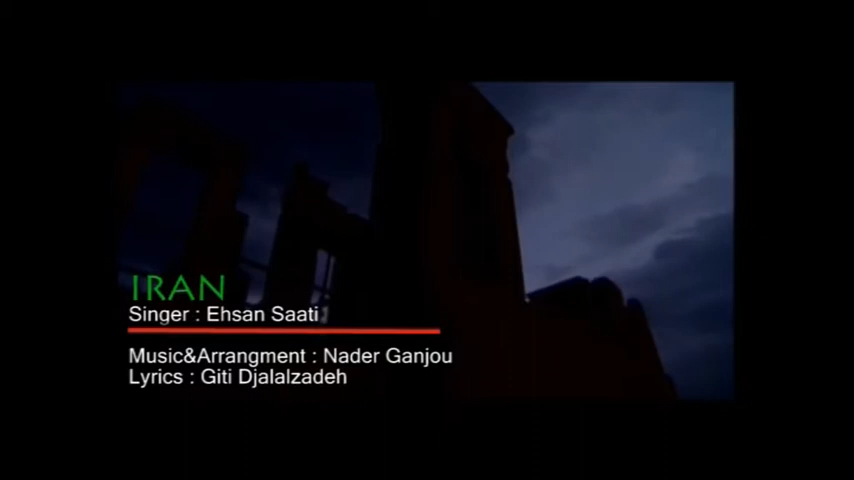 IRAN
Singer : Ehsan Saati
Music&Arrangment : Nader Ganjou
Lyrics : Giti Djalalzadeh